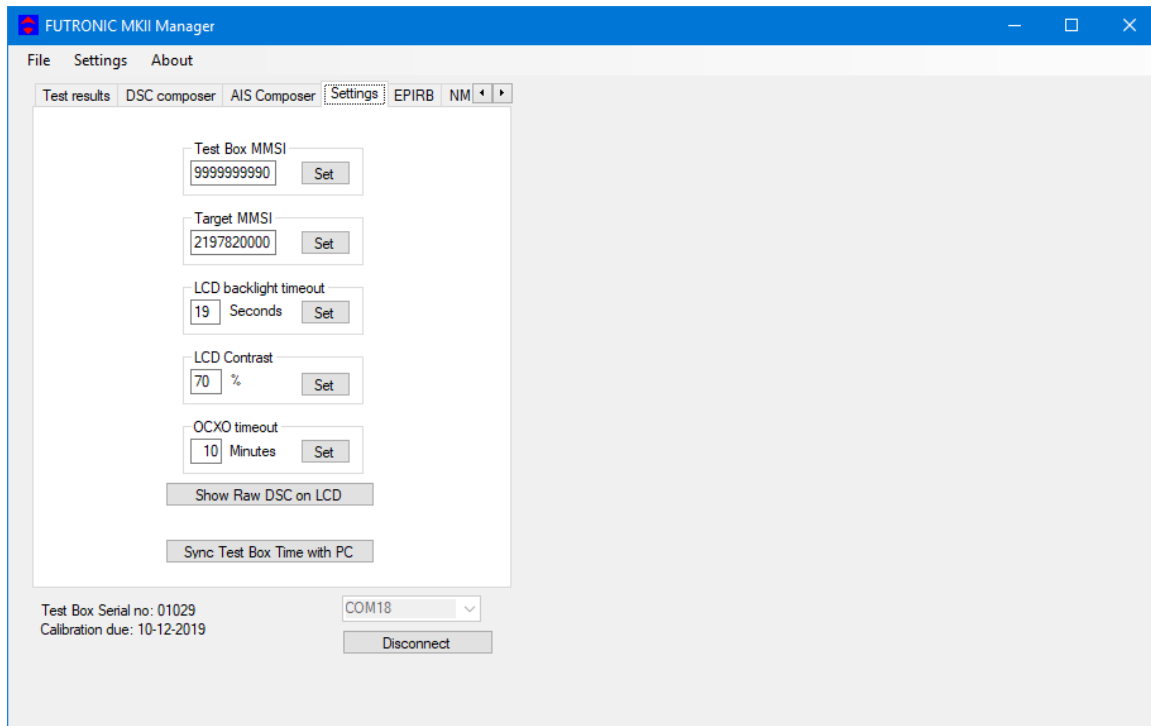 FUTRONIC MKII Manager
File Settings About
Test results DSC composer AIS Composer Settings EPIRB NM
Test Box MMSI
9999999990 Set
Target MMSI
2197820000 Set
LCD backlight timeout
19 Seconds Set
LCD Contrast
70 % Set
OCXO timeout
10 Minutes Set
Show Raw DSC on LCD
Sync Test Box Time with PC
Test Box Serial no: 01029
Calibration due: 10-12-2019
COM18
Disconnect